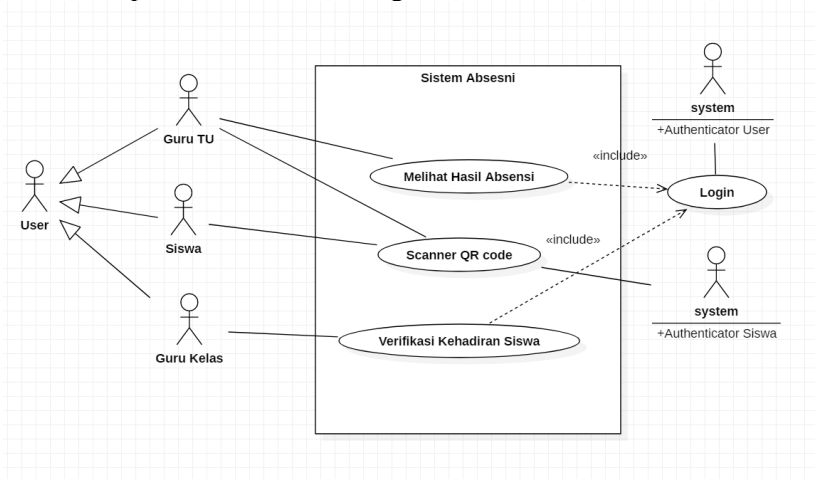 Sistem Absesni
system
+Authenticator User
Guru TU
«include»
Melihat Hasil Absensi
Login
User
Siswa
«include»
Scanner QR code
system
+Authenticator Siswa
Verifikasi Kehadiran Siswa
Guru Kelas